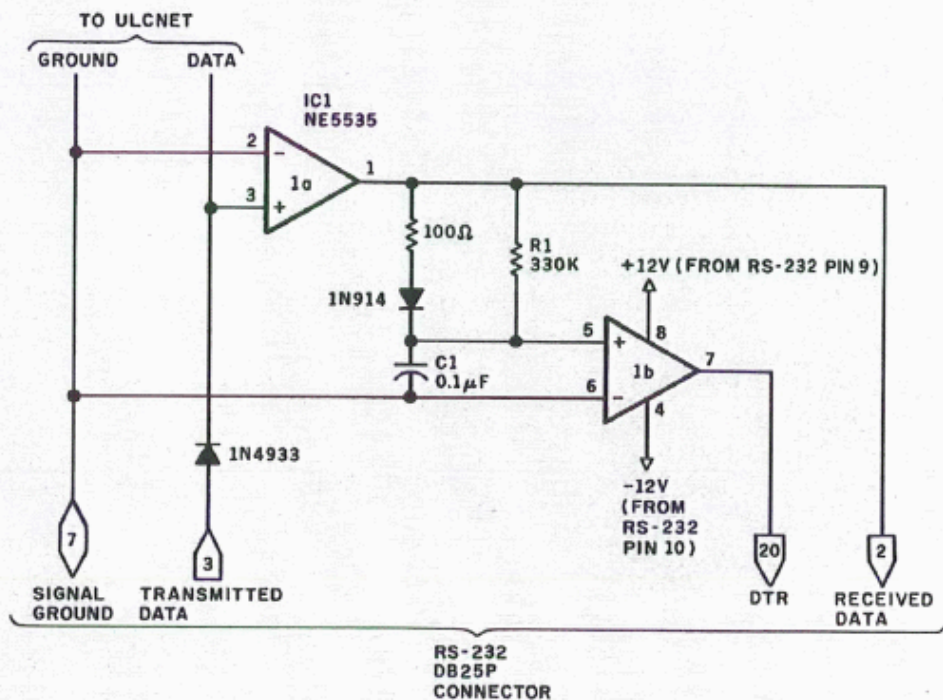 TO ULCNET
GROUND
DATA
IC1
NE5535
2
-
1a
3
+
1
100Ω
R1
330K
+12V (FROM RS-232 PIN 9)
1N914
5
+
8
1b
7
C1
0.1µF
6
-
4
1N4933
-12V
(FROM
RS-232
PIN 10)
7
3
20
2
SIGNAL
GROUND
TRANSMITTED
DATA
DTR
RECEIVED
DATA
RS-232
DB25P
CONNECTOR